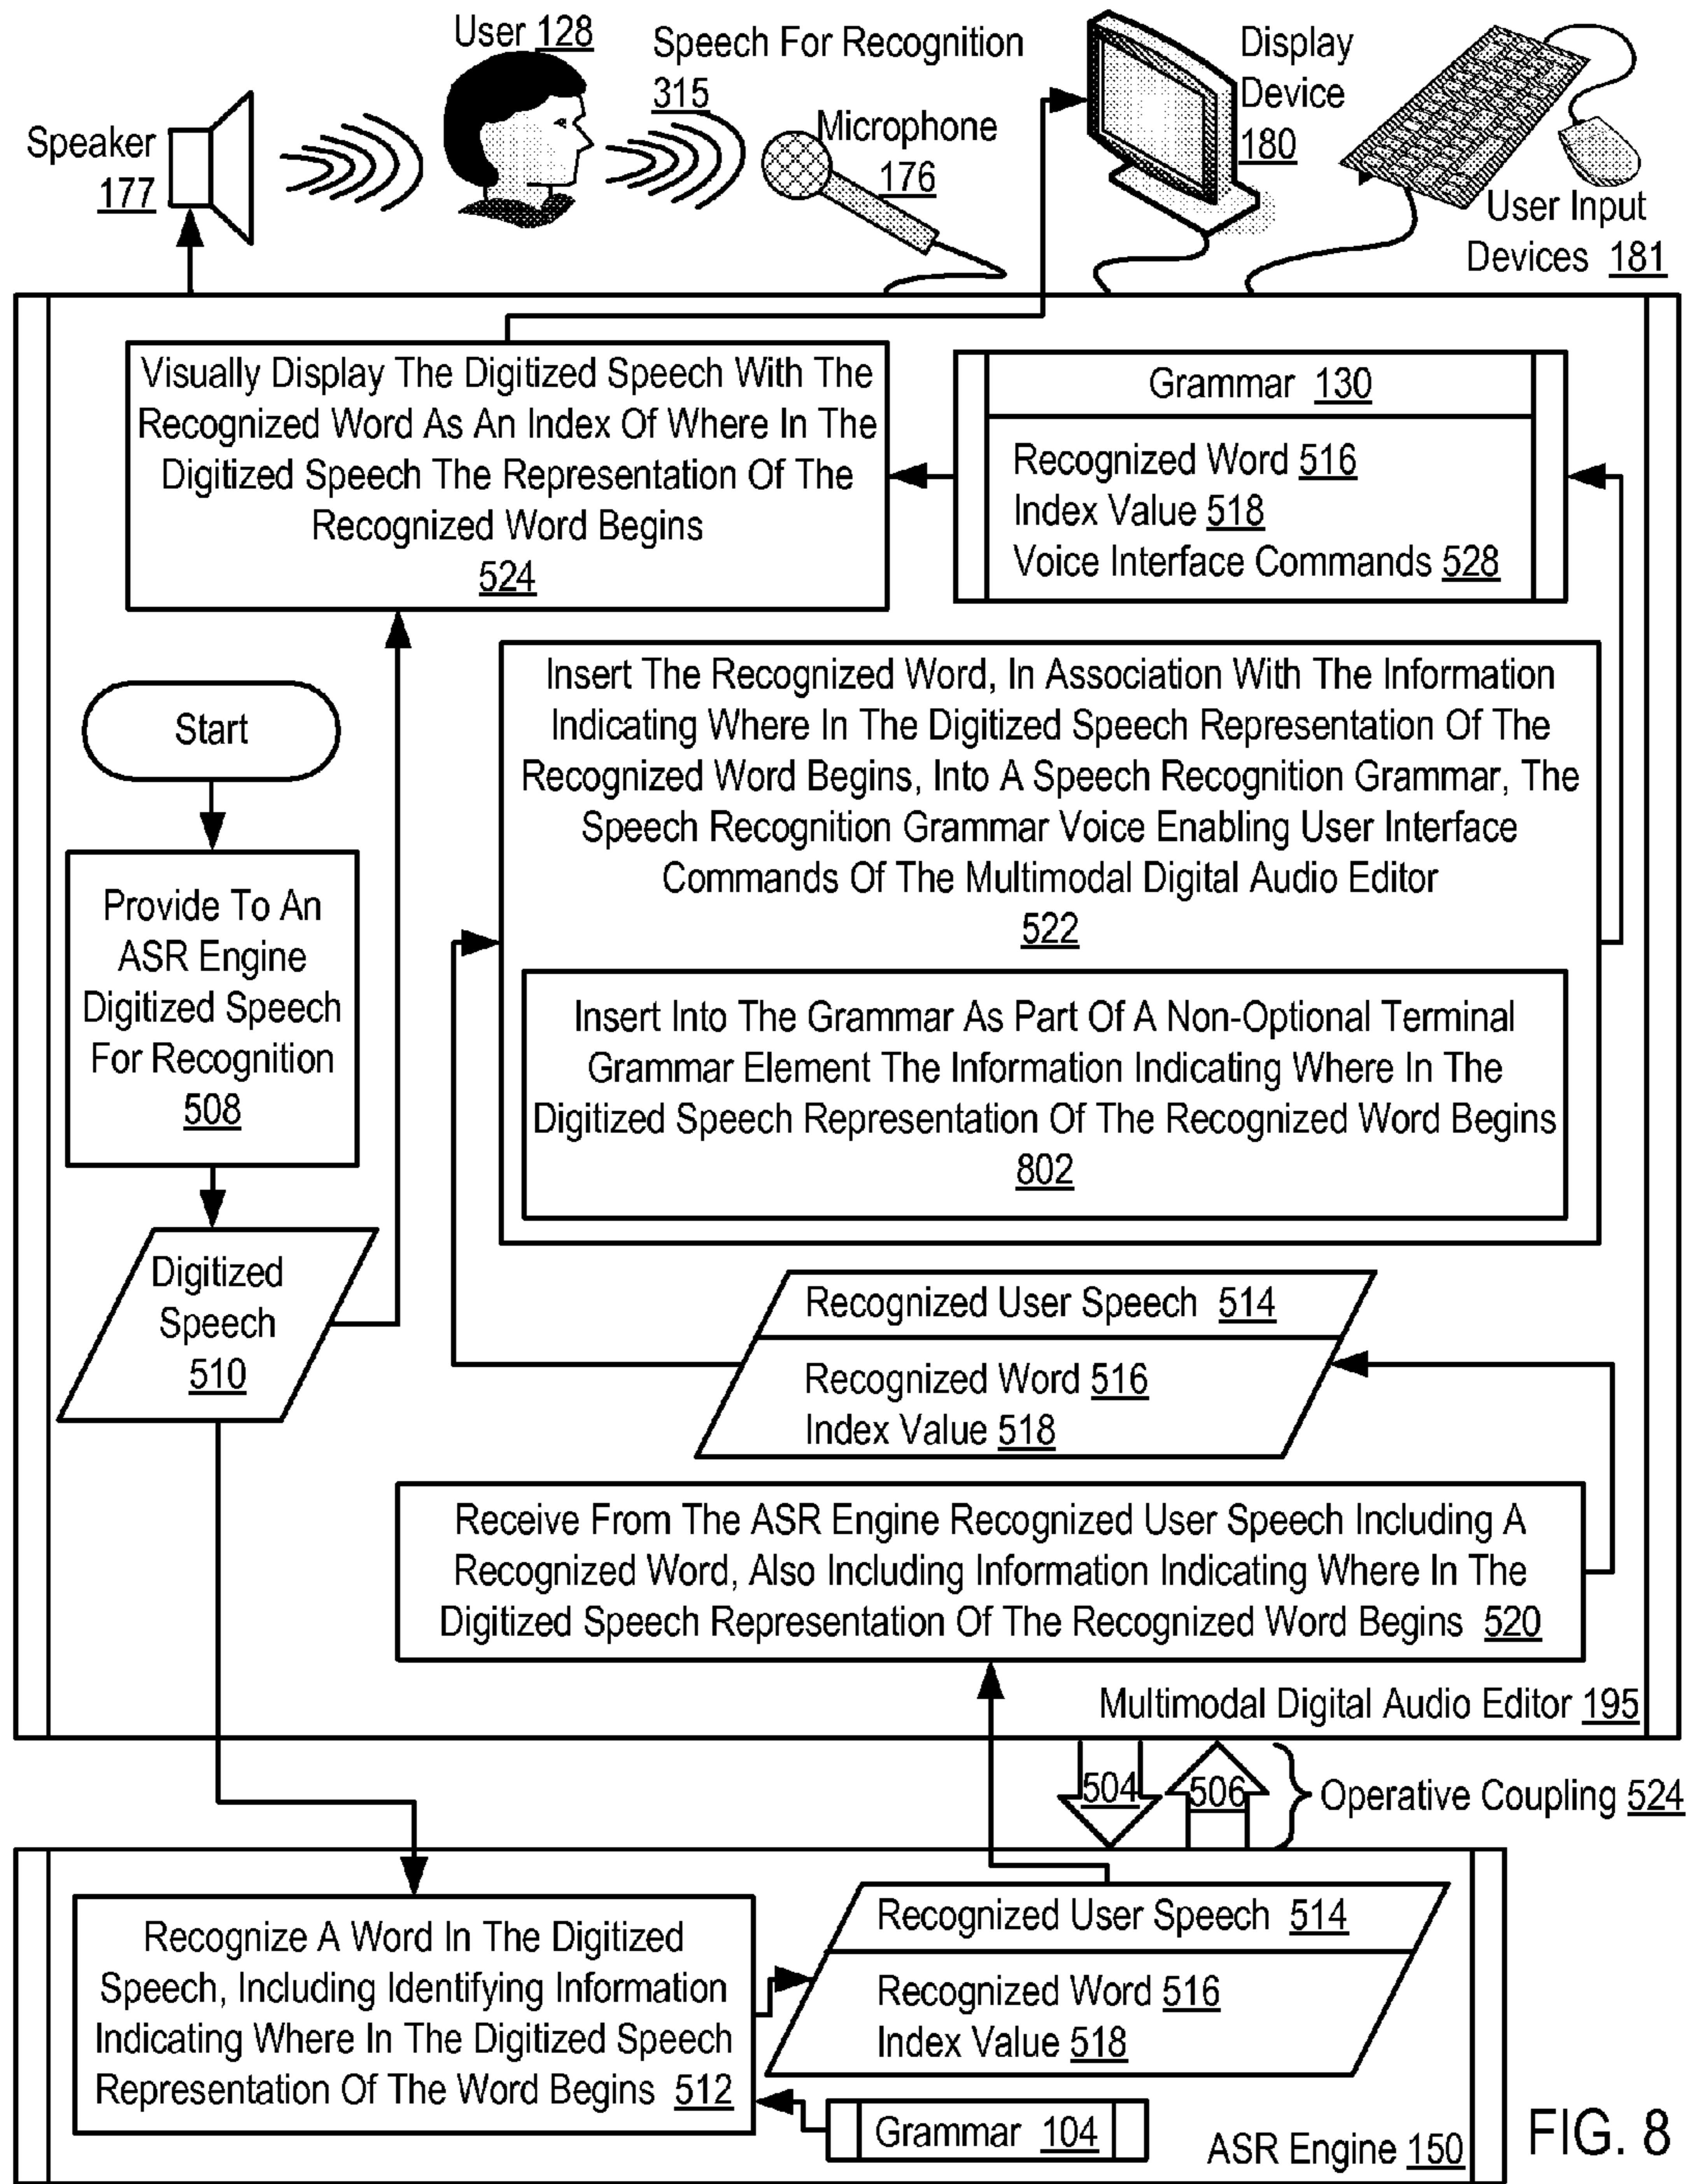 User 128
Speech For Recognition
315
Display
Device
180
Speaker
177
Microphone
176
User Input
Devices 181
Visually Display The Digitized Speech With The
Recognized Word As An Index Of Where In The
Digitized Speech The Representation Of The
Recognized Word Begins
524
Grammar 130
Recognized Word 516
Index Value 518
Voice Interface Commands 528
Start
Insert The Recognized Word, In Association With The Information
Indicating Where In The Digitized Speech Representation Of The
Recognized Word Begins, Into A Speech Recognition Grammar, The
Speech Recognition Grammar Voice Enabling User Interface
Commands Of The Multimodal Digital Audio Editor
522
Provide To An
ASR Engine
Digitized Speech
For Recognition
508
Insert Into The Grammar As Part Of A Non-Optional Terminal
Grammar Element The Information Indicating Where In The
Digitized Speech Representation Of The Recognized Word Begins
802
Digitized
Speech
510
Recognized User Speech 514
Recognized Word 516
Index Value 518
Receive From The ASR Engine Recognized User Speech Including A
Recognized Word, Also Including Information Indicating Where In The
Digitized Speech Representation Of The Recognized Word Begins 520
Multimodal Digital Audio Editor 195
504
506
Operative Coupling 524
Recognize A Word In The Digitized
Speech, Including Identifying Information
Indicating Where In The Digitized Speech
Representation Of The Word Begins 512
Recognized User Speech 514
Recognized Word 516
Index Value 518
Grammar 104
ASR Engine 150
FIG. 8